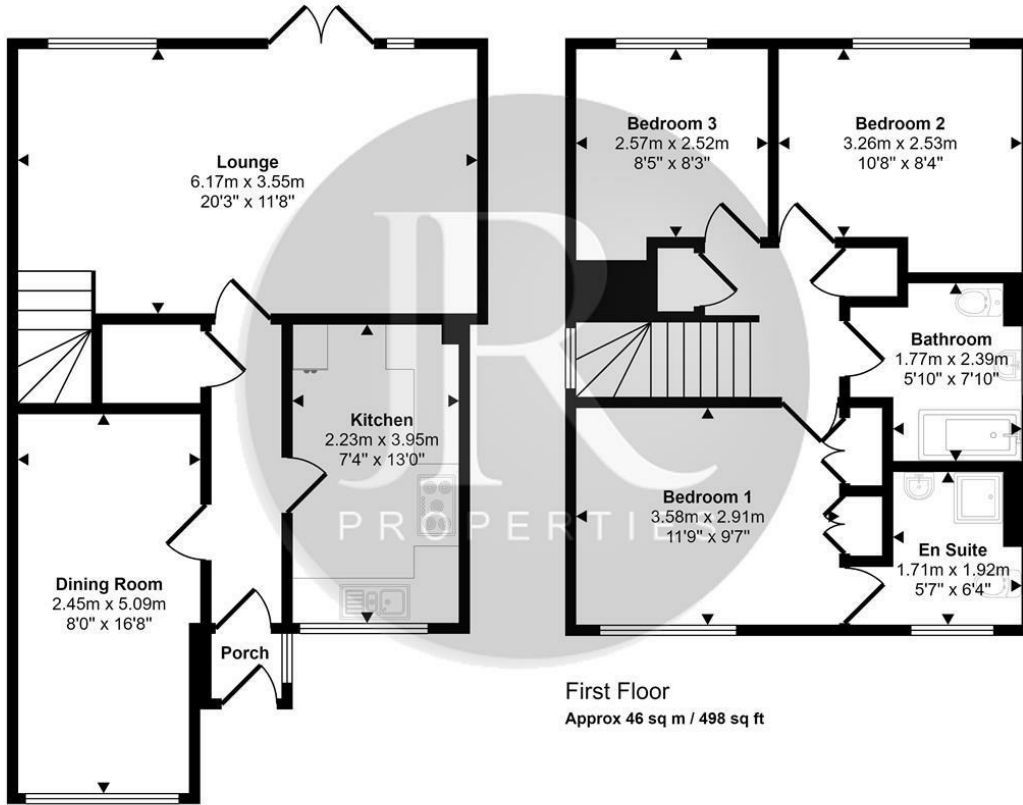 Lounge
6.17m x 3.55m
20'3" x 11'8"
Kitchen
2.23m x 3.95m
7'4" x 13'0"
Dining Room
2.45m x 5.09m
8'0" x 16'8"
Porch
Bedroom 3
2.57m x 2.52m
8'5" x 8'3"
Bedroom 2
3.26m x 2.53m
10'8" x 8'4"
Bathroom
1.77m x 2.39m
5'10" x 7'10"
Bedroom 1
3.58m x 2.91m
11'9" x 9'7"
En Suite
1.71m x 1.92m
5'7" x 6'4"
First Floor
Approx 46 sq m / 498 sq ft
JR
PROPERTIES